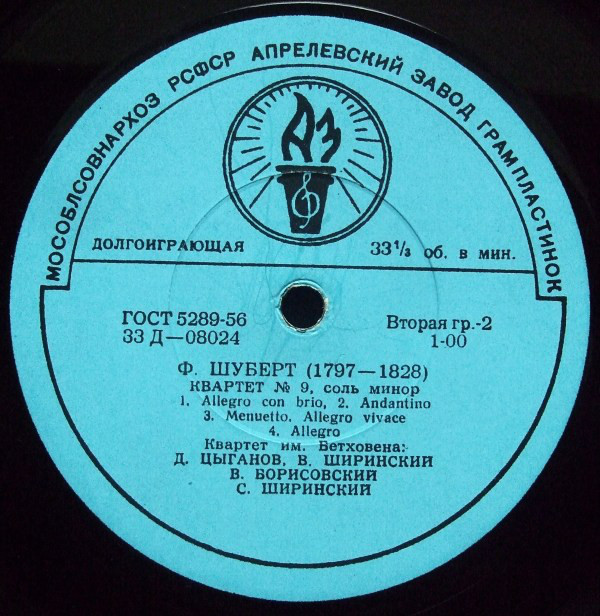 МОСОБЛСОВНАРХОЗ РСФСР АПРЕЛЕВСКИЙ ЗАВОД ГРАМПЛАСТИНОК
АЗ
ДОЛГОИГРАЮЩАЯ 33⅓ об. в мин.
ГОСТ 5289-56 Вторая гр.-2
33 Д—08024 1-00
Ф. ШУБЕРТ (1797—1828)
КВАРТЕТ № 9, соль минор
1. Allegro con brio, 2. Andantino
3. Menuetto. Allegro vivace
4. Allegro
Квартет им. Бетховена:
Д. ЦЫГАНОВ, В. ШИРИНСКИЙ
В. БОРИСОВСКИЙ
С. ШИРИНСКИЙ